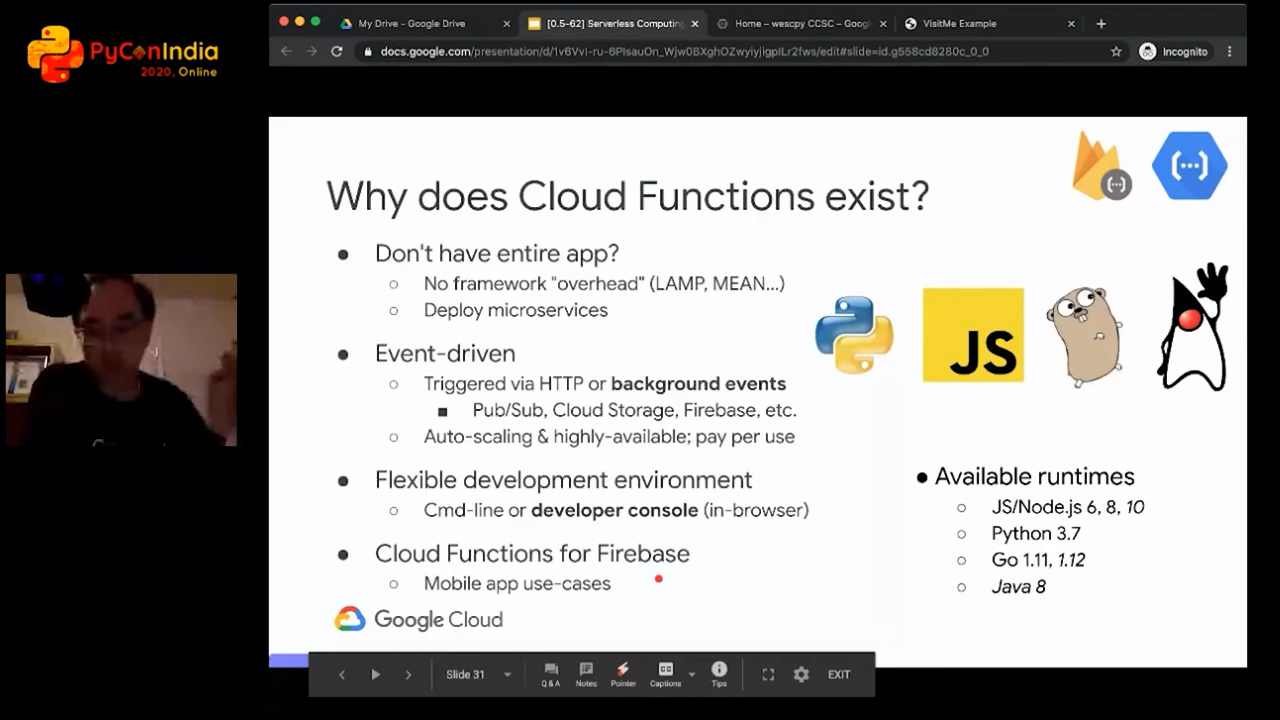 PyConIndia
2020, Online
My Drive - Google Drive
[0.5-62] Serverless Computing
Home – wescpy CCSC – Goog
VisitMe Example
docs.google.com/presentation/d/
/edit#slide=id.g558cd8280c_0_0
Incognito
Why does Cloud Functions exist?
Don't have entire app?
No framework "overhead" (LAMP, MEAN...)
Deploy microservices
Event-driven
Triggered via HTTP or background events
Pub/Sub, Cloud Storage, Firebase, etc.
Auto-scaling & highly-available; pay per use
Flexible development environment
Cmd-line or developer console (in-browser)
Cloud Functions for Firebase
Mobile app use-cases
JS
Available runtimes
JS/Node.js 6, 8, 10
Python 3.7
Go 1.11, 1.12
Java 8
Google Cloud
Slide 31
Q & A
Notes
Pointer
CC
Captions
Tips
EXIT